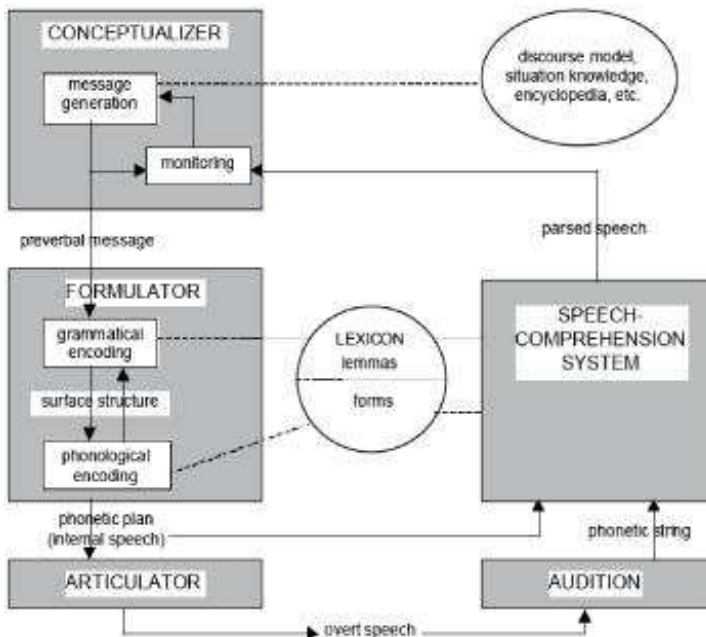 CONCEPTUALIZER
message
generation
monitoring
discourse model,
situation knowledge,
encyclopedia, etc.
preverbal message
parsed speech
FORMULATOR
grammatical
encoding
surface structure
phonological
encoding
LEXICON
lemmas
forms
SPEECH-
COMPREHENSION
SYSTEM
phonetic plan
(internal speech)
phonetic string
ARTICULATOR
AUDITION
overt speech